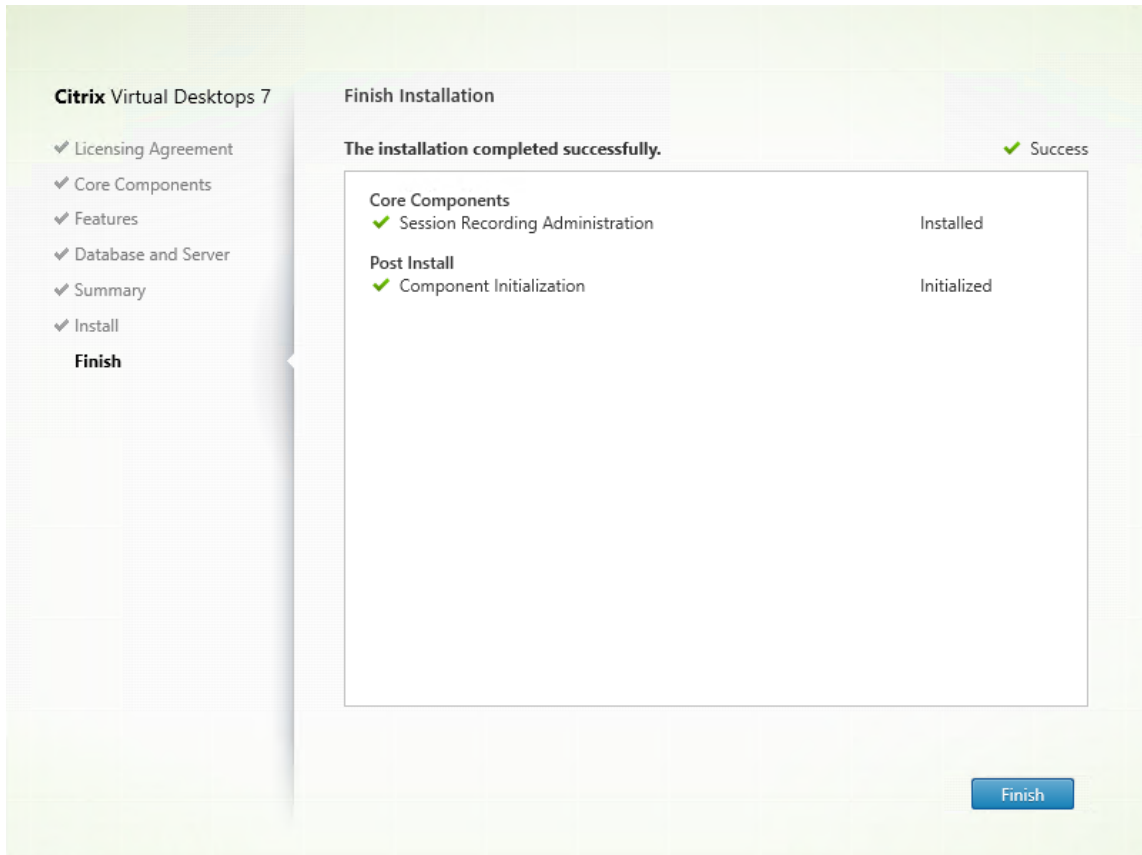 Citrix Virtual Desktops 7
Licensing Agreement
Core Components
Features
Database and Server
Summary
Install
Finish
Finish Installation
The installation completed successfully.
Success
Core Components
Session Recording Administration Installed
Post Install
Component Initialization Initialized
Finish